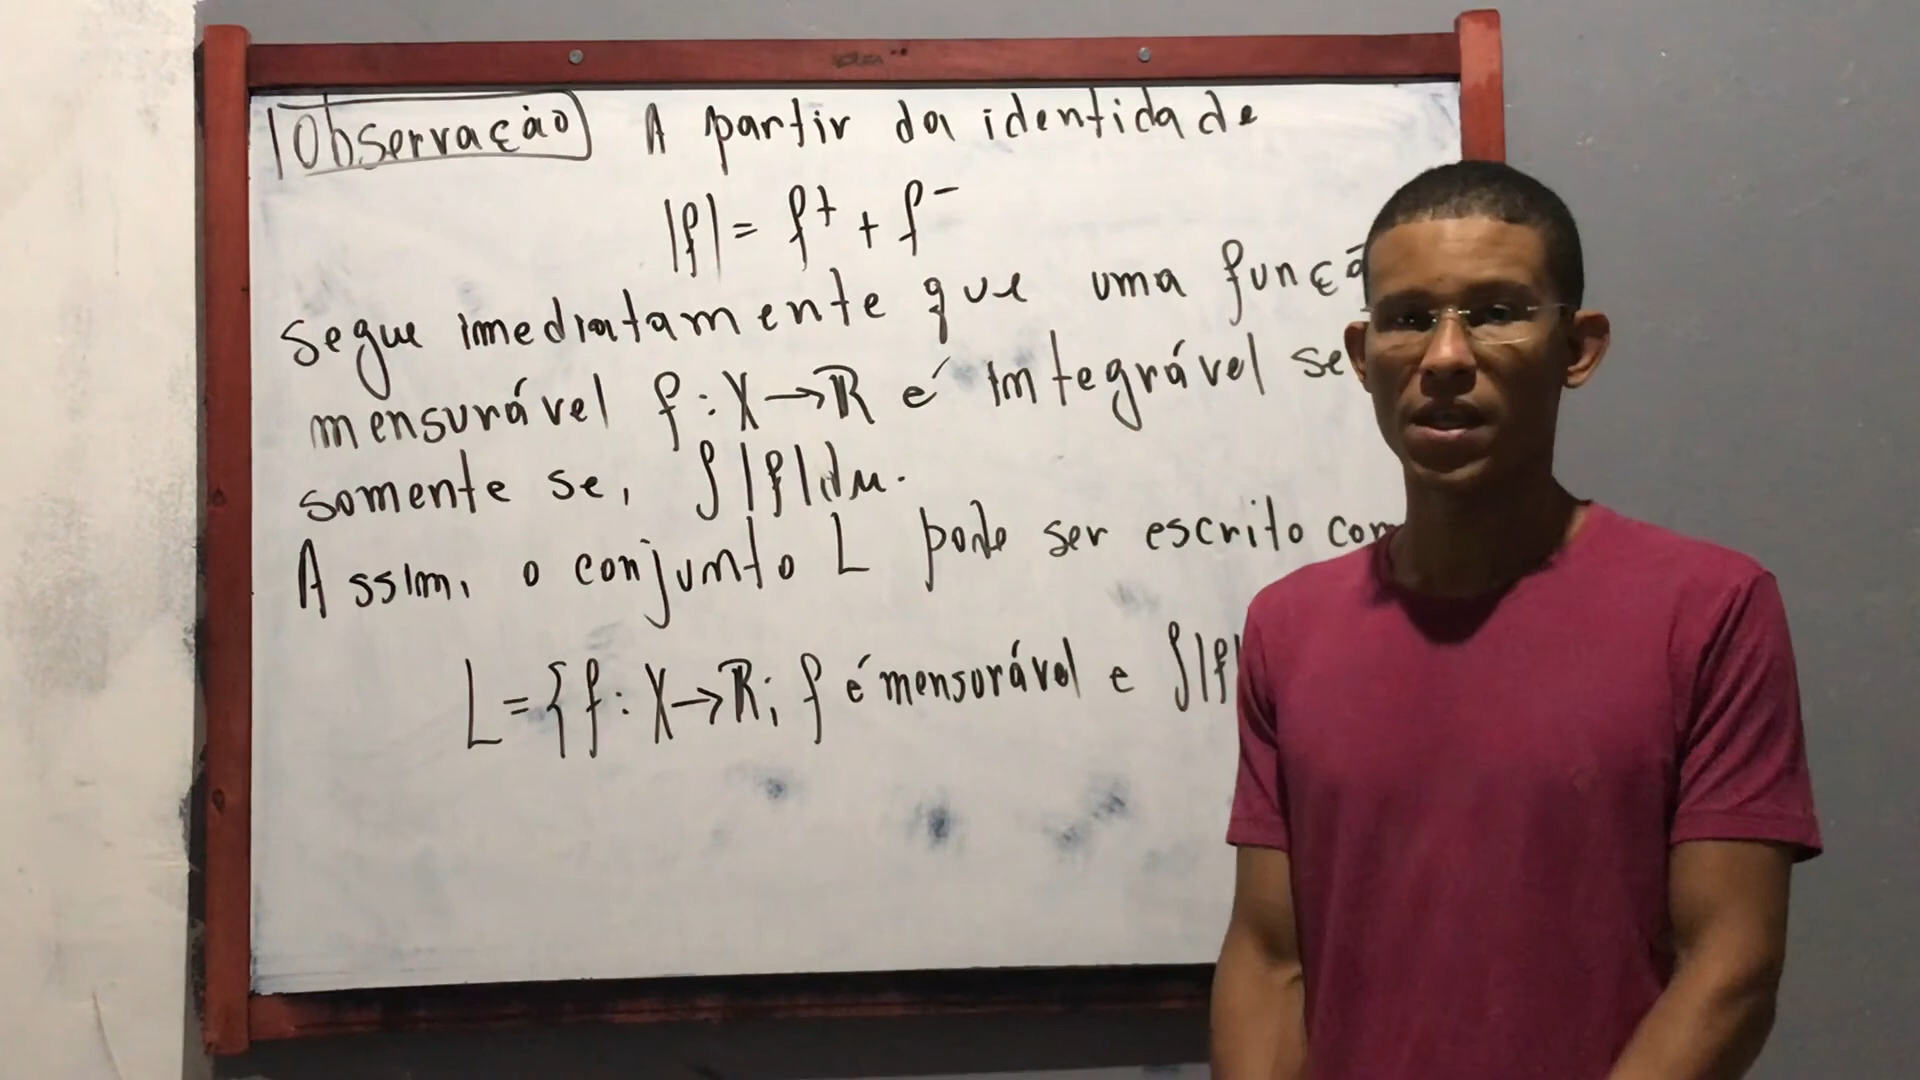 Observação A partir da identidade
|f| = f⁺ + f⁻
segue imediatamente que uma funçã
mensurável f : X → ℝ é integrável se
somente se, ∫|f|dμ.
Assim, o conjunto L pode ser escrito com
L = {f : X → ℝ; f é mensurável e ∫|f|